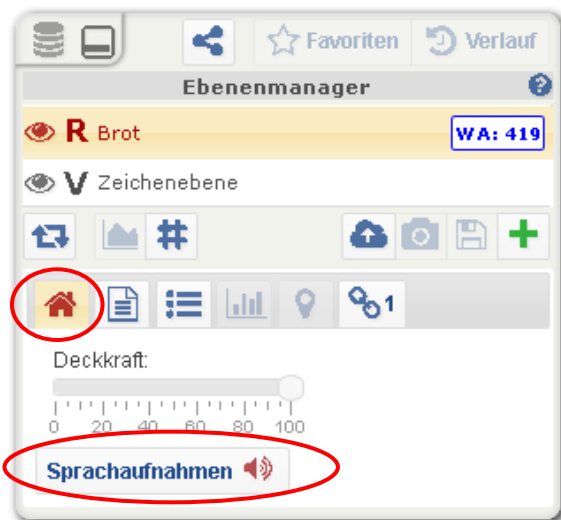 Favoriten Verlauf
Ebenenmanager ?
R Brot WA: 419
V Zeichenebene
1
Deckkraft:
0 20 40 60 80 100
Sprachaufnahmen